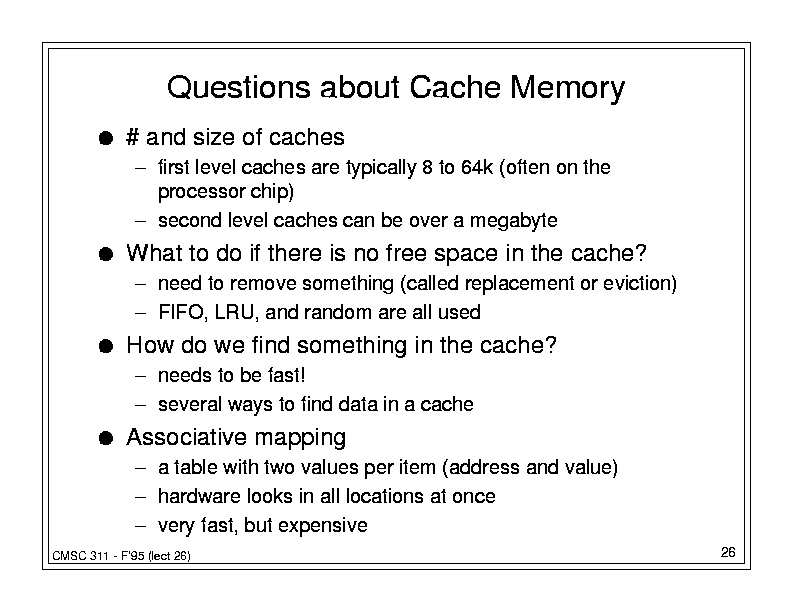 Questions about Cache Memory
● # and size of caches
– first level caches are typically 8 to 64k (often on the
processor chip)
– second level caches can be over a megabyte
● What to do if there is no free space in the cache?
– need to remove something (called replacement or eviction)
– FIFO, LRU, and random are all used
● How do we find something in the cache?
– needs to be fast!
– several ways to find data in a cache
● Associative mapping
– a table with two values per item (address and value)
– hardware looks in all locations at once
– very fast, but expensive
CMSC 311 - F'95 (lect 26)
26